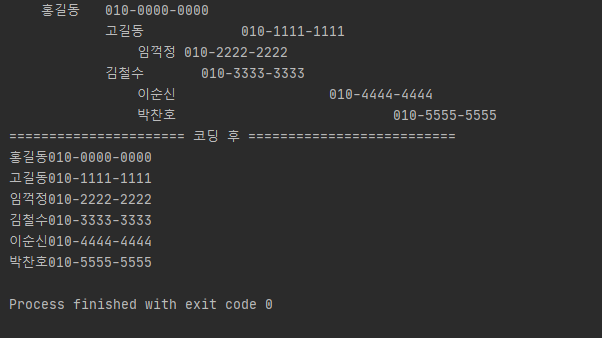 홍길동 010-0000-0000
고길동 010-1111-1111
임꺽정 010-2222-2222
김철수 010-3333-3333
이순신 010-4444-4444
박찬호 010-5555-5555
====================== 코딩 후 ==========================
홍길동010-0000-0000
고길동010-1111-1111
임꺽정010-2222-2222
김철수010-3333-3333
이순신010-4444-4444
박찬호010-5555-5555
Process finished with exit code 0